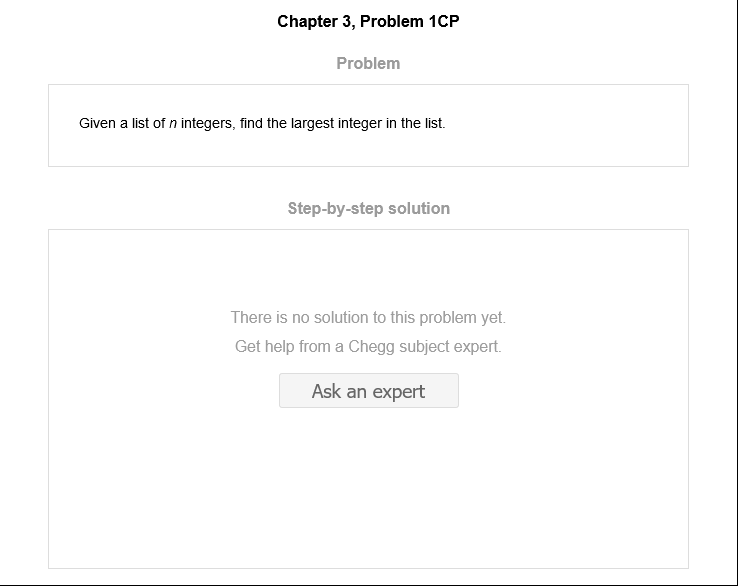 Chapter 3, Problem 1CP
Problem
Given a list of n integers, find the largest integer in the list.
Step-by-step solution
There is no solution to this problem yet.
Get help from a Chegg subject expert.
Ask an expert